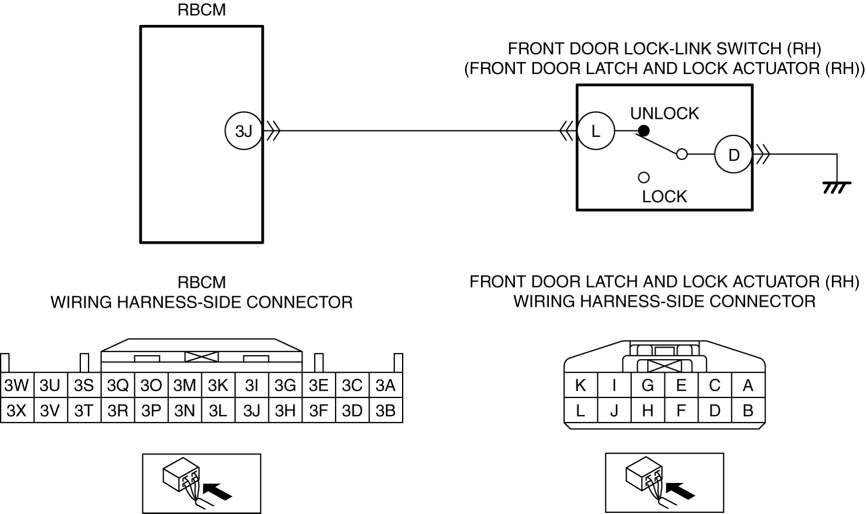 RBCM
FRONT DOOR LOCK-LINK SWITCH (RH)
(FRONT DOOR LATCH AND LOCK ACTUATOR (RH))
3J
L
UNLOCK
D
LOCK
RBCM
WIRING HARNESS-SIDE CONNECTOR
FRONT DOOR LATCH AND LOCK ACTUATOR (RH)
WIRING HARNESS-SIDE CONNECTOR
3W 3U 3S 3Q 3O 3M 3K 3I 3G 3E 3C 3A
3X 3V 3T 3R 3P 3N 3L 3J 3H 3F 3D 3B
K I G E C A
L J H F D B